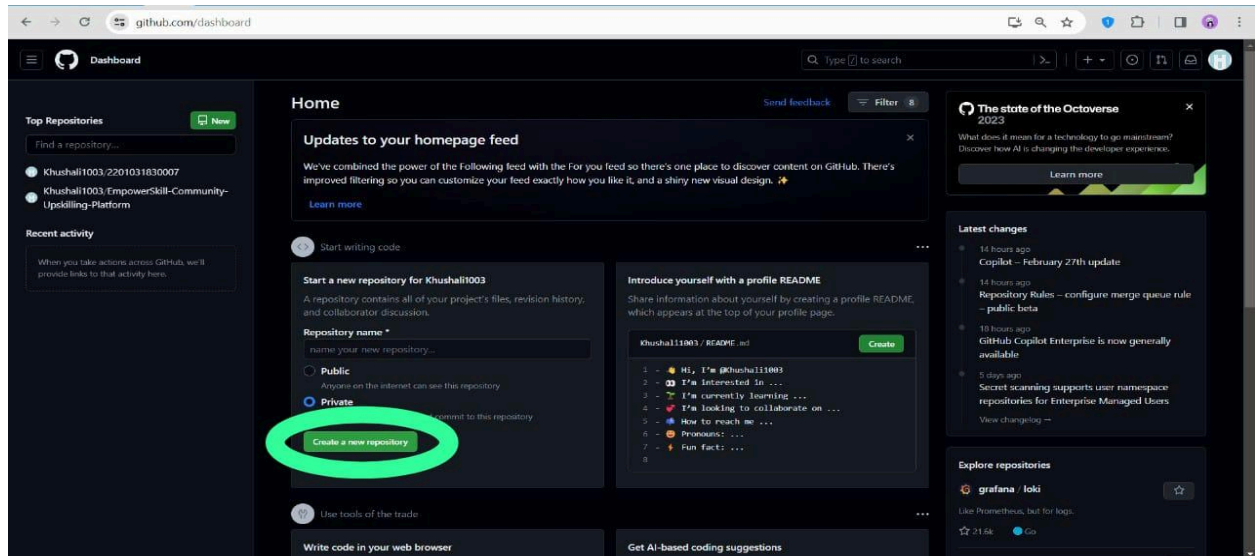 github.com/dashboard
Dashboard
Type / to search
Top Repositories
New
Find a repository...
Khushali1003/2201031830007
Khushali1003/EmpowerSkill-Community-
Upskilling-Platform
Recent activity
When you take actions across GitHub, we'll
provide links to that activity here.
Home
Send feedback
Filter 8
Updates to your homepage feed
We've combined the power of the Following feed with the For you feed so there's one place to discover content on GitHub. There's
improved filtering so you can customize your feed exactly how you like it, and a shiny new visual design. ✨
Learn more
Start writing code
Start a new repository for Khushali1003
A repository contains all of your project's files, revision history,
and collaborator discussion.
Repository name *
name your new repository...
Public
Anyone on the internet can see this repository
Private
commit to this repository
Create a new repository
Introduce yourself with a profile README
Share information about yourself by creating a profile README,
which appears at the top of your profile page.
Khushali1003 / README.md
Create
1 - 👋 Hi, I'm @Khushali1003
2 - 👀 I'm interested in ...
3 - 🌱 I'm currently learning ...
4 - 💞️ I'm looking to collaborate on ...
5 - 📫 How to reach me ...
6 - 😄 Pronouns: ...
7 - ⚡ Fun fact: ...
8
Use tools of the trade
Write code in your web browser
Get AI-based coding suggestions
The state of the Octoverse
2023
What does it mean for a technology to go mainstream?
Discover how AI is changing the developer experience.
Learn more
Latest changes
14 hours ago
Copilot – February 27th update
14 hours ago
Repository Rules – configure merge queue rule
– public beta
18 hours ago
GitHub Copilot Enterprise is now generally
available
5 days ago
Secret scanning supports user namespace
repositories for Enterprise Managed Users
View changelog →
Explore repositories
grafana / loki
Like Prometheus, but for logs.
21.6k
Go